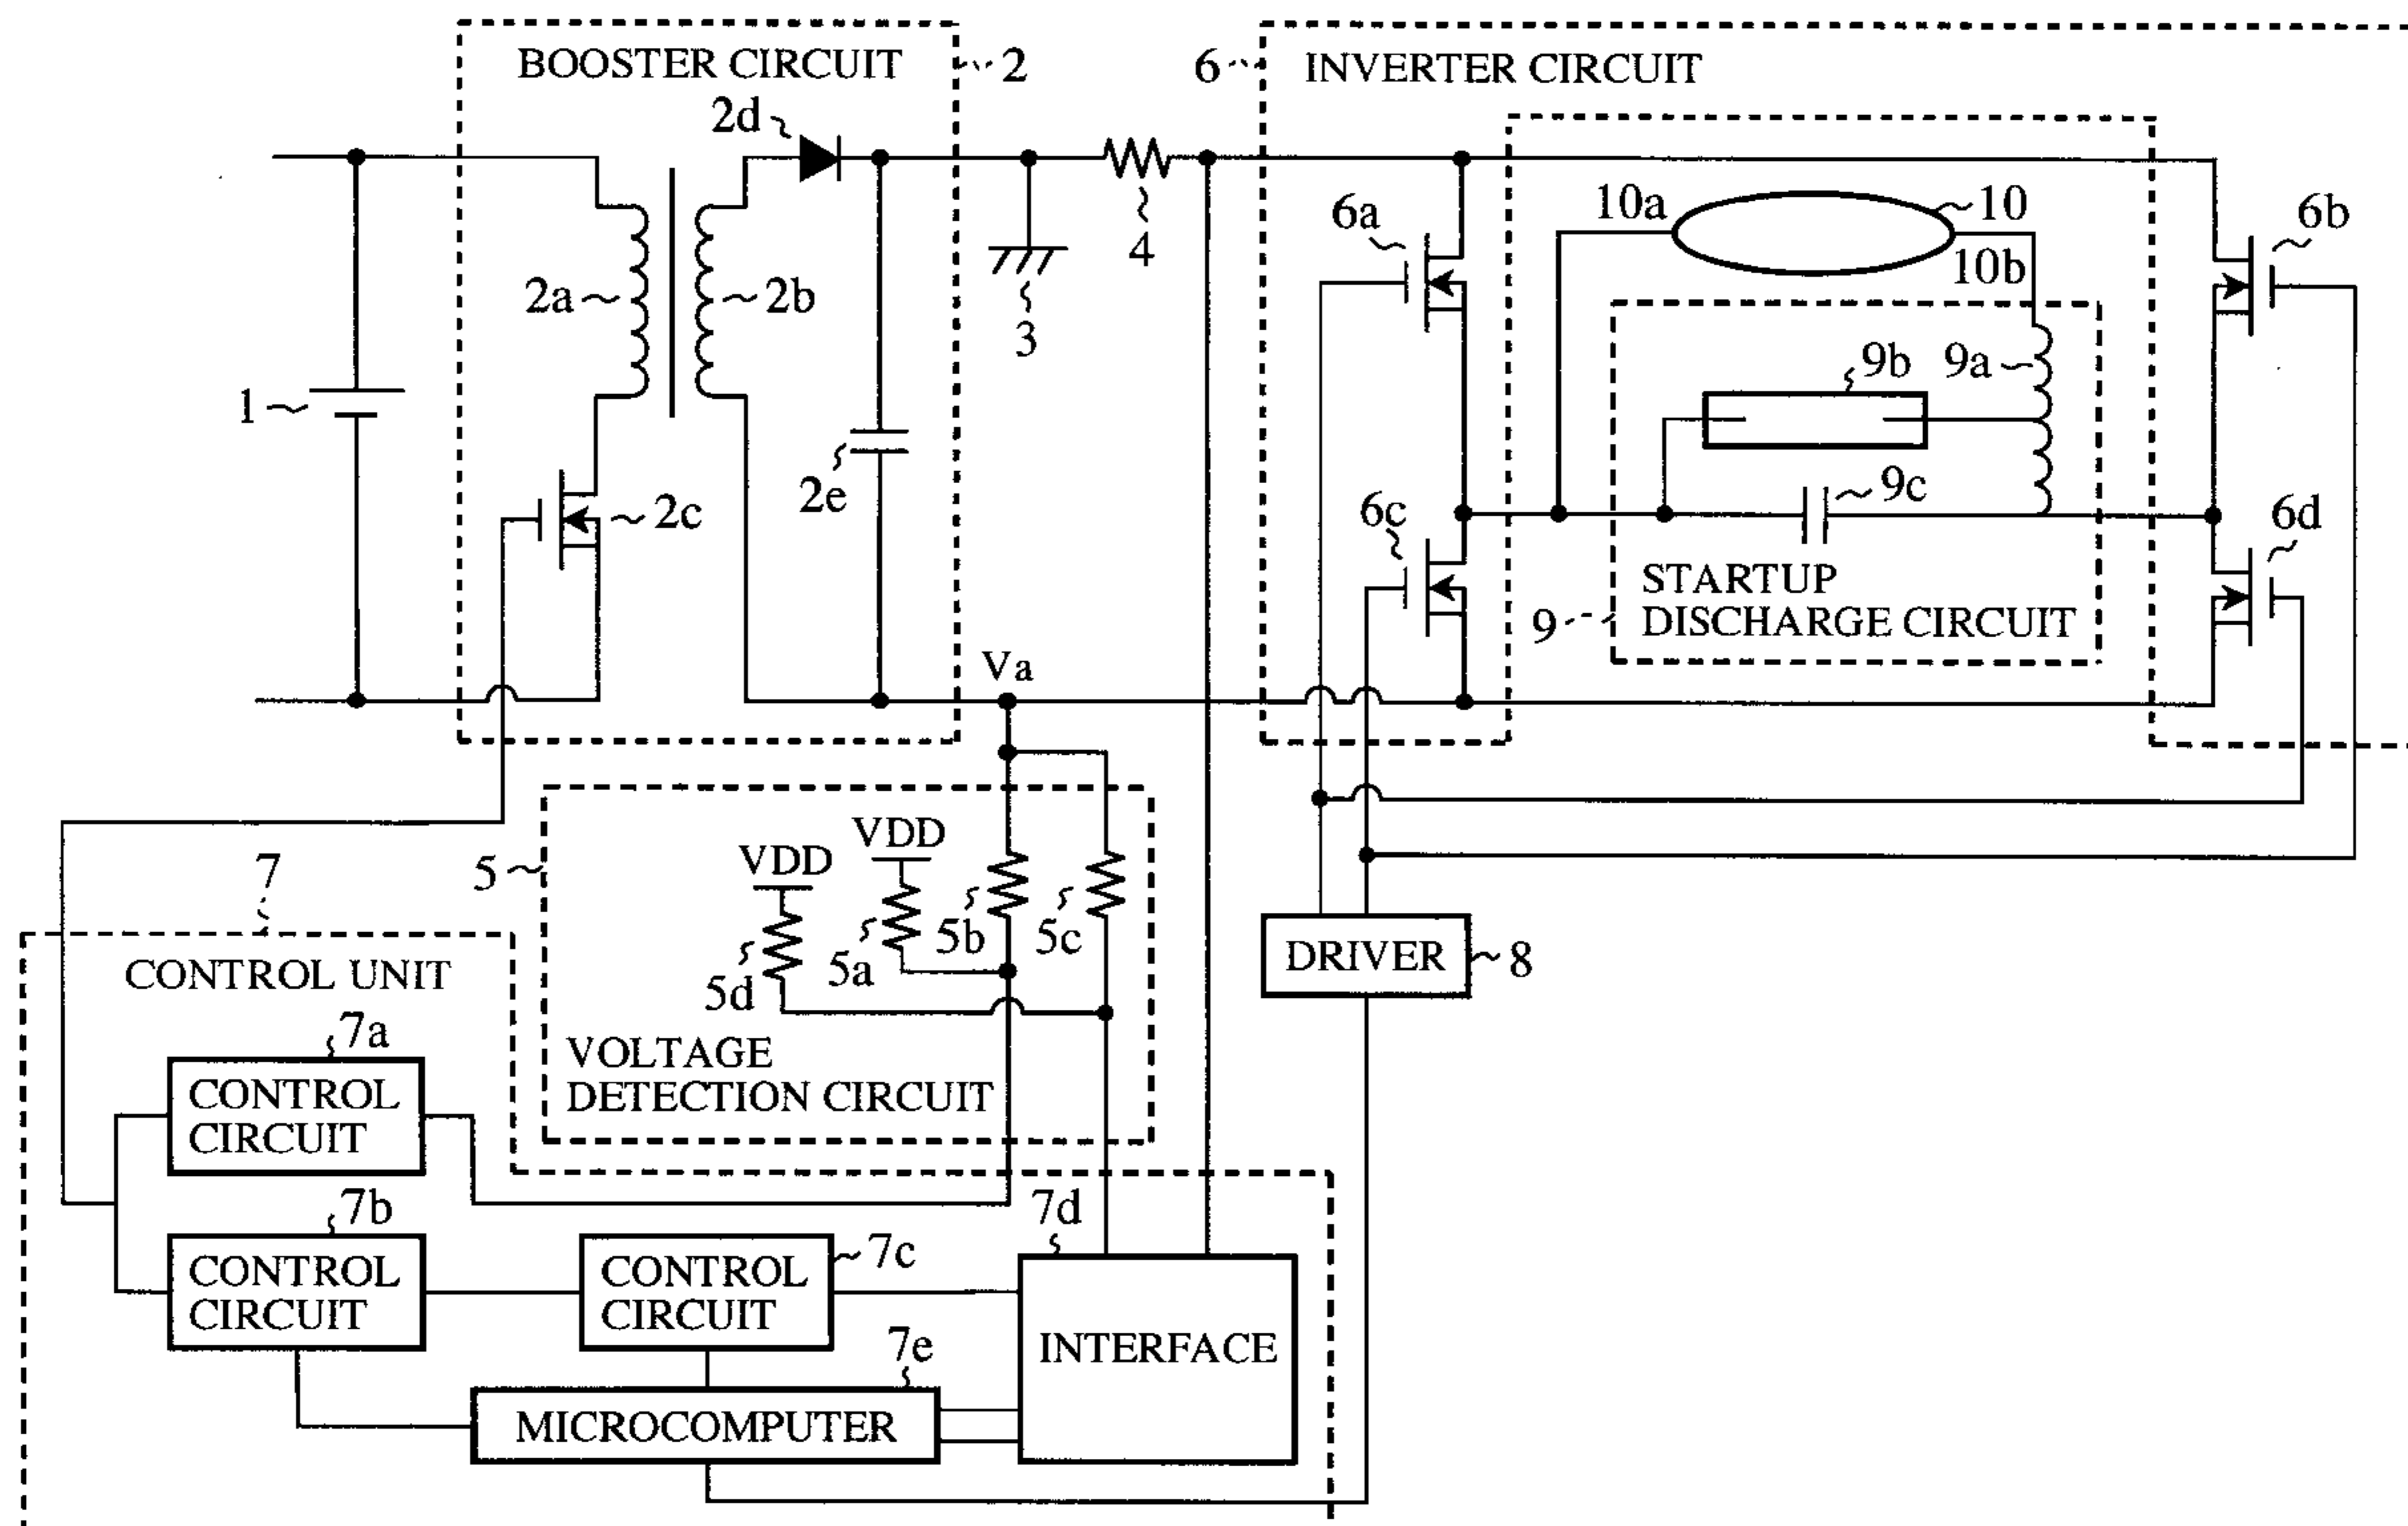 BOOSTER CIRCUIT
2
6
INVERTER CIRCUIT
2d
10a
10
6a
6b
10b
4
2a
2b
3
9b
9a
1
2e
9c
2c
6c
6d
STARTUP
DISCHARGE CIRCUIT
9
Va
VDD
VDD
7
5
5b
5c
5a
5d
DRIVER
8
CONTROL UNIT
7a
VOLTAGE
DETECTION CIRCUIT
CONTROL
CIRCUIT
7b
7d
7c
CONTROL
CIRCUIT
CONTROL
CIRCUIT
7e
INTERFACE
MICROCOMPUTER